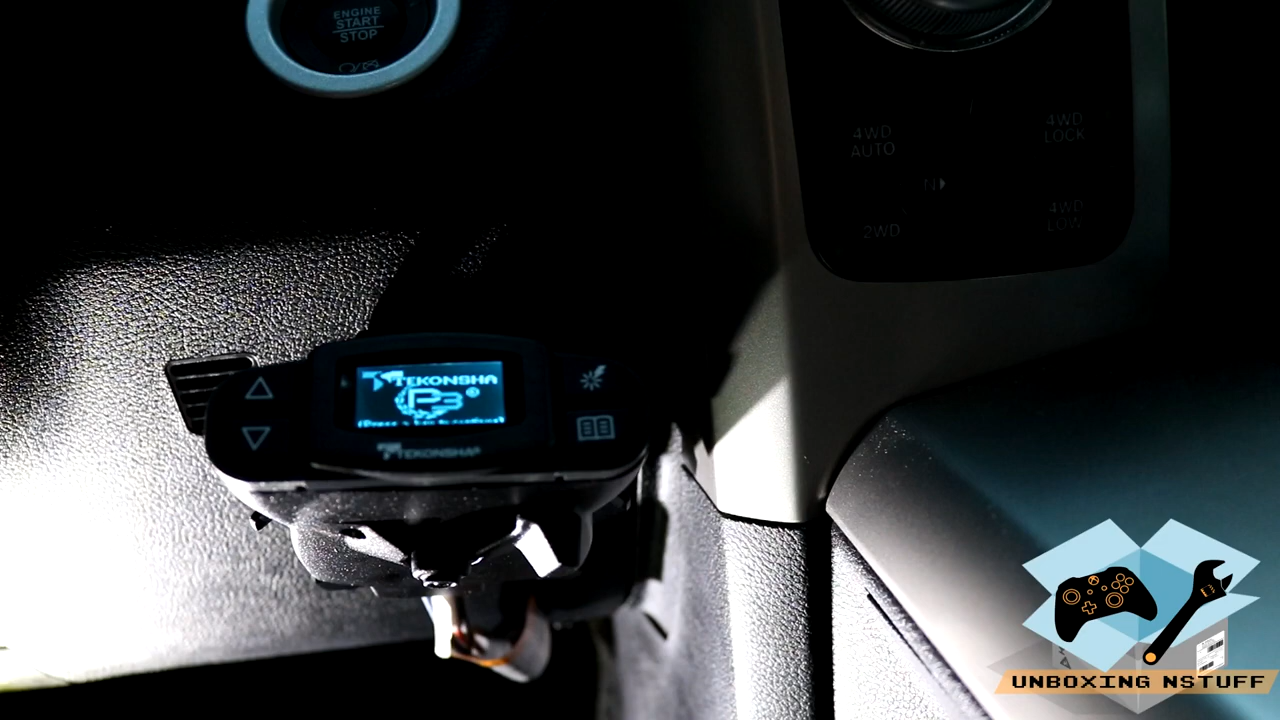 ENGINE
START
STOP
4WD
AUTO
4WD
LOCK
N
2WD
4WD
LOW
TEKONSHA
P3
TEKONSHA
UNBOXING NSTUFF